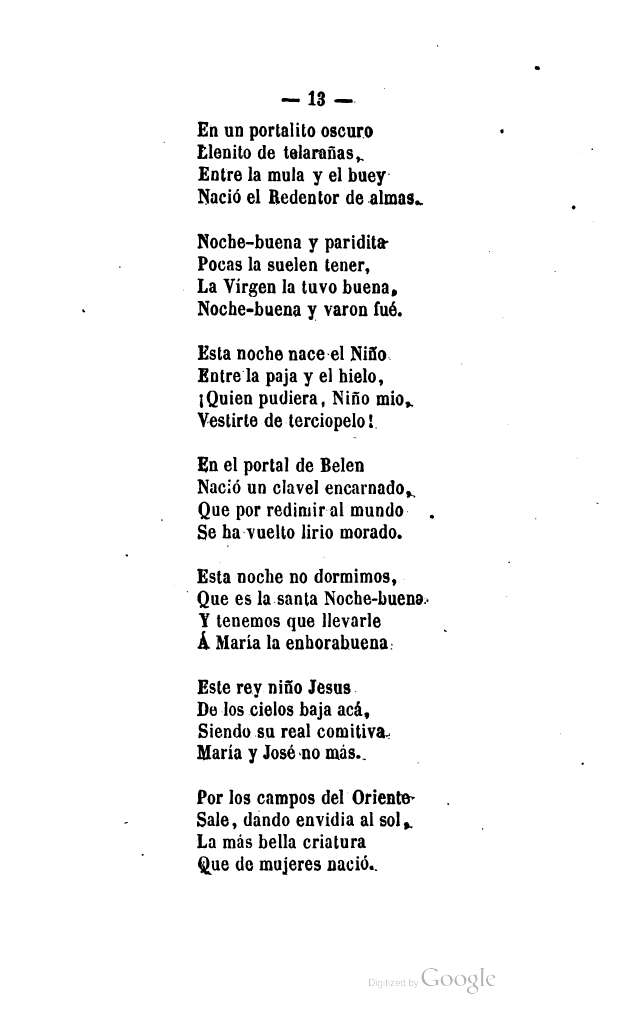 — 13 —
En un portalito oscuro
Llenito de telarañas,
Entre la mula y el buey
Nació el Redentor de almas.
Noche-buena y paridita
Pocas la suelen tener,
La Vírgen la tuvo buena,
Noche-buena y varon fué.
Esta noche nace el Niño
Entre la paja y el hielo,
¡Quien pudiera, Niño mio,
Vestirte de terciopelo!
En el portal de Belen
Nació un clavel encarnado,
Que por redimir al mundo
Se ha vuelto lirio morado.
Esta noche no dormimos,
Que es la santa Noche-buena
Y tenemos que llevarle
Á María la enhorabuena.
Este rey niño Jesus
De los cielos baja acá,
Siendo su real comitiva
María y José no más.
Por los campos del Oriente
Sale, dando envidia al sol,
La más bella criatura
Que de mujeres nació.
Digitized by Google